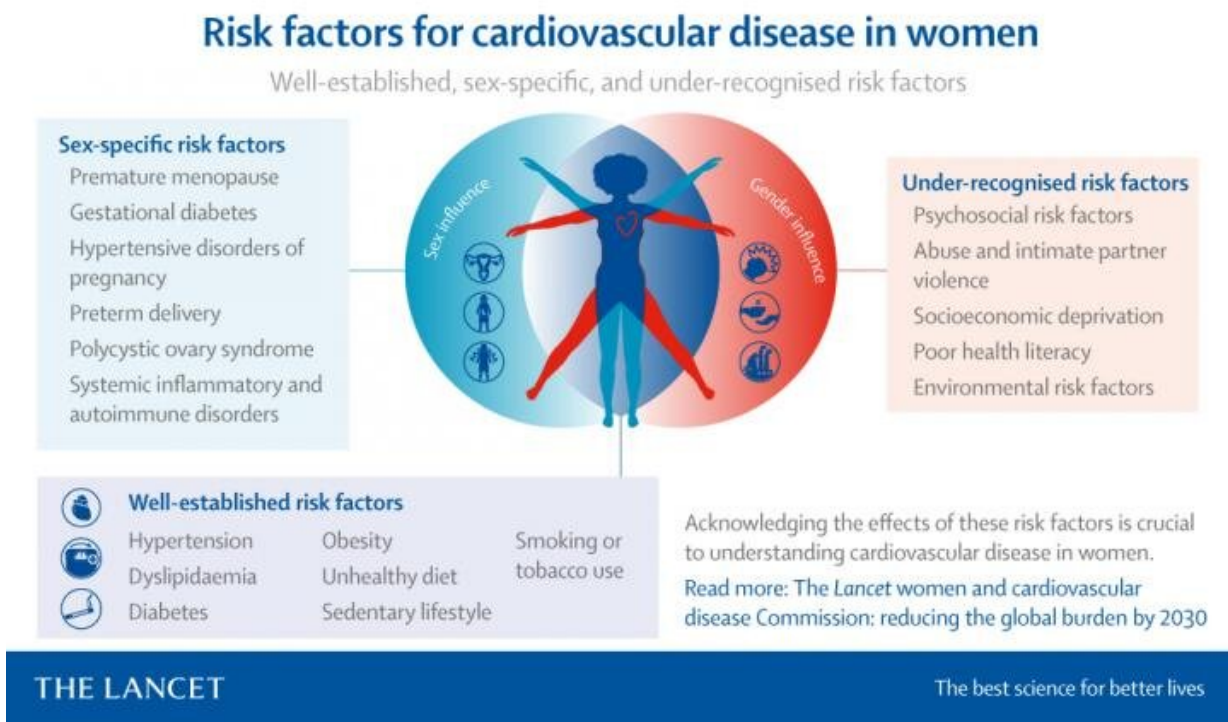 Risk factors for cardiovascular disease in women
Well-established, sex-specific, and under-recognised risk factors
Sex-specific risk factors
Premature menopause
Gestational diabetes
Hypertensive disorders of
pregnancy
Preterm delivery
Polycystic ovary syndrome
Systemic inflammatory and
autoimmune disorders
Sex influence
Gender influence
Under-recognised risk factors
Psychosocial risk factors
Abuse and intimate partner
violence
Socioeconomic deprivation
Poor health literacy
Environmental risk factors
Well-established risk factors
Hypertension
Dyslipidaemia
Diabetes
Obesity
Unhealthy diet
Sedentary lifestyle
Smoking or
tobacco use
Acknowledging the effects of these risk factors is crucial
to understanding cardiovascular disease in women.
Read more: The Lancet women and cardiovascular
disease Commission: reducing the global burden by 2030
THE LANCET
The best science for better lives